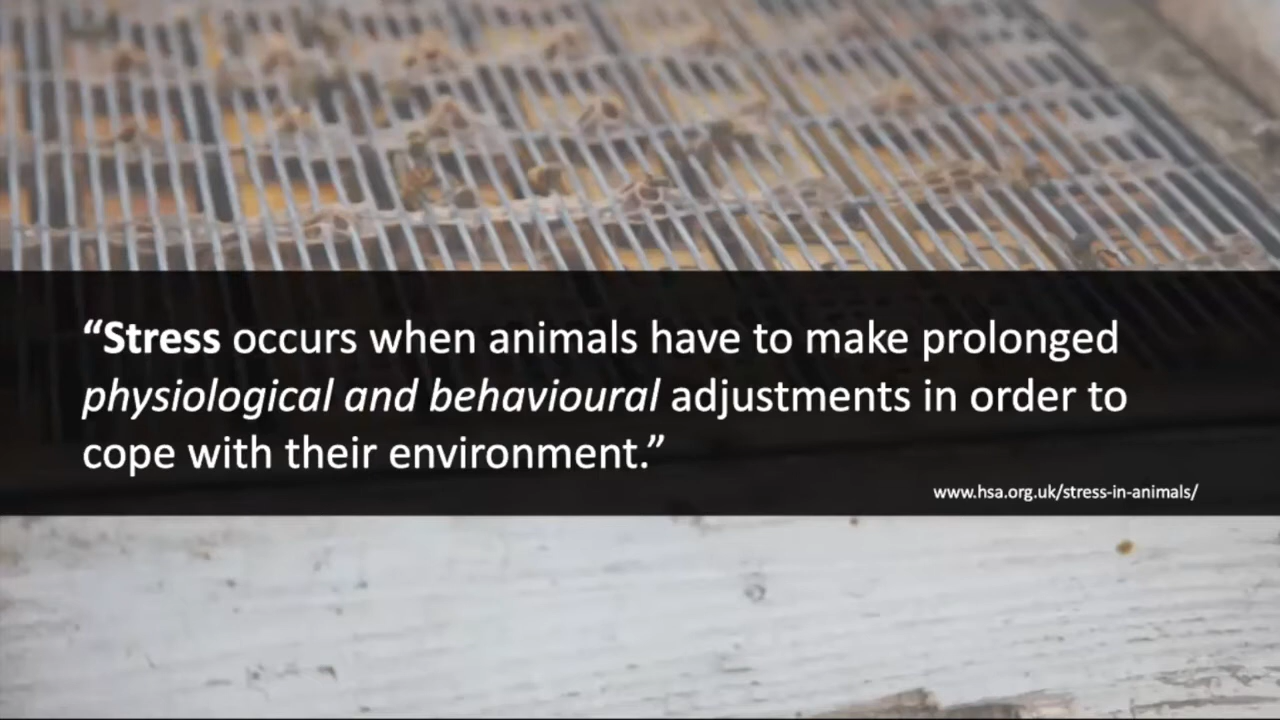 “Stress occurs when animals have to make prolonged
physiological and behavioural adjustments in order to
cope with their environment.”
www.hsa.org.uk/stress-in-animals/